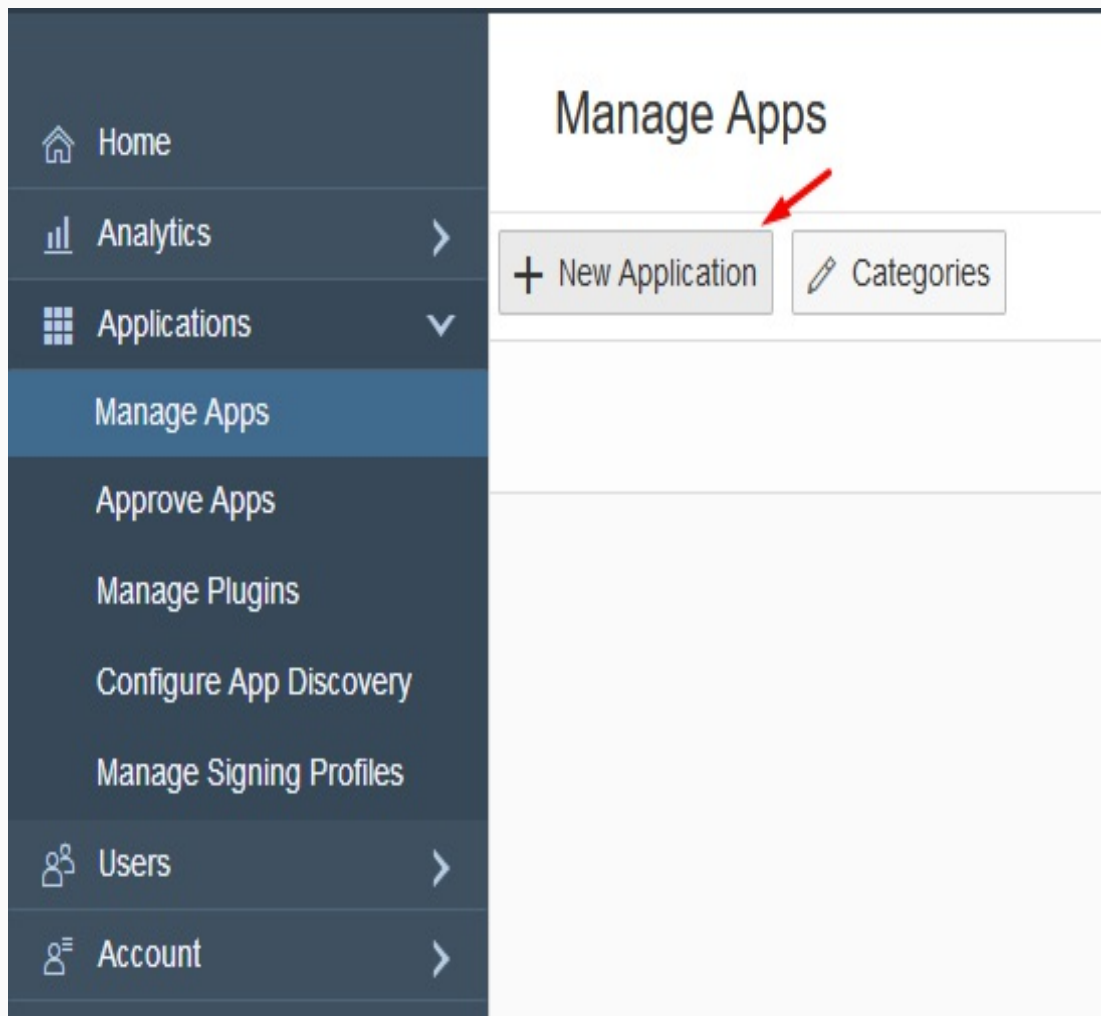 Home
Analytics
Applications
Manage Apps
Approve Apps
Manage Plugins
Configure App Discovery
Manage Signing Profiles
Users
Account
Manage Apps
New Application
Categories